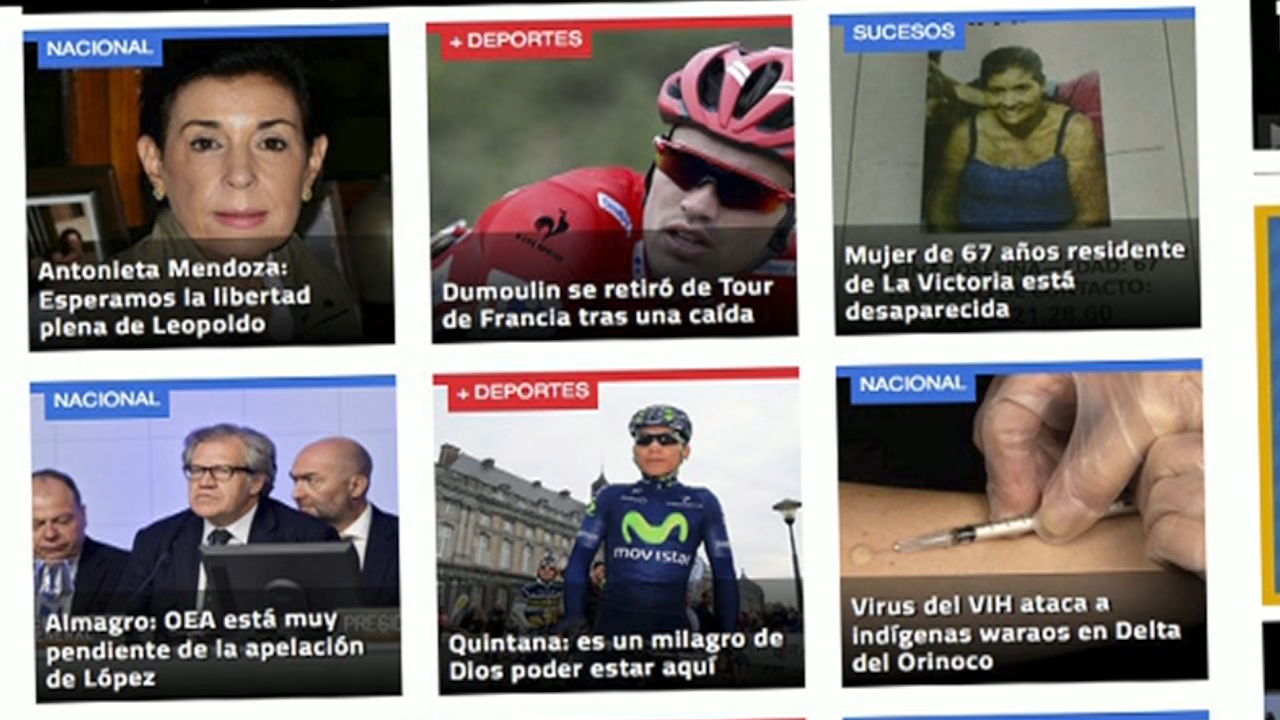 NACIONAL
Antonieta Mendoza:
Esperamos la libertad
plena de Leopoldo
+ DEPORTES
Dumoulin se retiró de Tour
de Francia tras una caída
SUCESOS
Mujer de 67 años residente
de La Victoria está
desaparecida
NACIONAL
Almagro: OEA está muy
pendiente de la apelación
de López
+ DEPORTES
movistar
Quintana: es un milagro de
Dios poder estar aquí
NACIONAL
Virus del VIH ataca a
indígenas waraos en Delta
del Orinoco